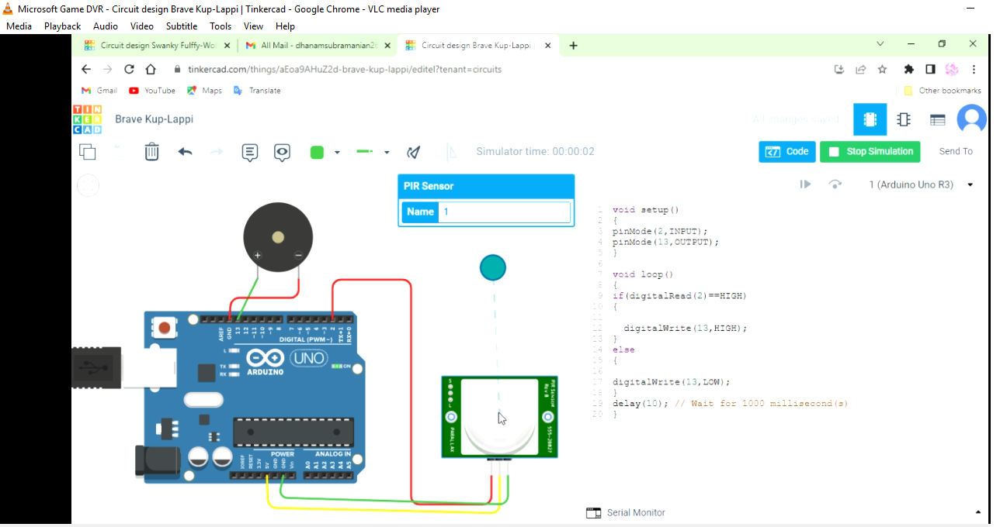 Microsoft Game DVR - Circuit design Brave Kup-Lappi | Tinkercad - Google Chrome - VLC media player
Media Playback Audio Video Subtitle Tools View Help
Circuit design Swanky Fulffy-Wo
All Mail - dhanamsubramanian2
Circuit design Brave Kup-Lappi
tinkercad.com/things/aEoa9AHuZ2d-brave-kup-lappi/editel?tenant=circuits
Gmail YouTube Maps Translate Other bookmarks
TIN
KER
CAD
Brave Kup-Lappi
All changes saved
Simulator time: 00:00:02
Code
Stop Simulation
Send To
PIR Sensor
Name 1
1 (Arduino Uno R3)
1 void setup()
2 {
3 pinMode(2,INPUT);
4 pinMode(13,OUTPUT);
5 }
6
7 void loop()
8 {
9 if(digitalRead(2)==HIGH)
10 {
11
12 digitalWrite(13,HIGH);
13 }
14 else
15 {
16
17 digitalWrite(13,LOW);
18 }
19 delay(10); // Wait for 1000 millisecond(s)
20 }
+ −
AREF GND 13 12 ~11 ~10 ~9 8 7 ~6 ~5 4 ~3 2 TX→1 RX←0
DIGITAL (PWM~)
L
TX
RX
ARDUINO
UNO
ON
POWER
ANALOG IN
IOREF RESET 3.3V 5V GND GND Vin A0 A1 A2 A3 A4 A5
PIR Sensor
Rev B
555-28027
PARALLAX
Serial Monitor